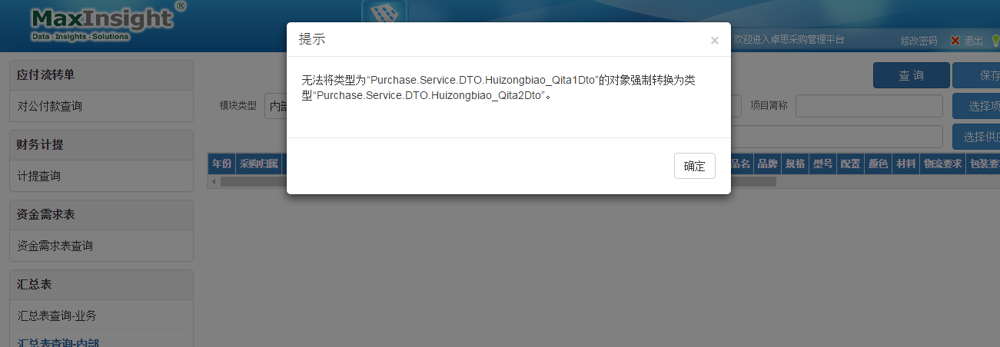 MaxInsight®
Data · Insights · Solutions
欢迎进入卓思采购管理平台
修改密码
退出
提示
×
无法将类型为“Purchase.Service.DTO.Huizongbiao_Qita1Dto”的对象强制转换为类
型“Purchase.Service.DTO.Huizongbiao_Qita2Dto”。
确定
应付流转单
对公付款查询
财务计提
计提查询
资金需求表
资金需求表查询
汇总表
汇总表查询-业务
汇总表查询-内部
查 询
保存
模块类型
内部
项目简称
选择项
选择供
年份 采购归属
品名 品牌 规格 型号 配置 颜色 材料 物流要求 包装要